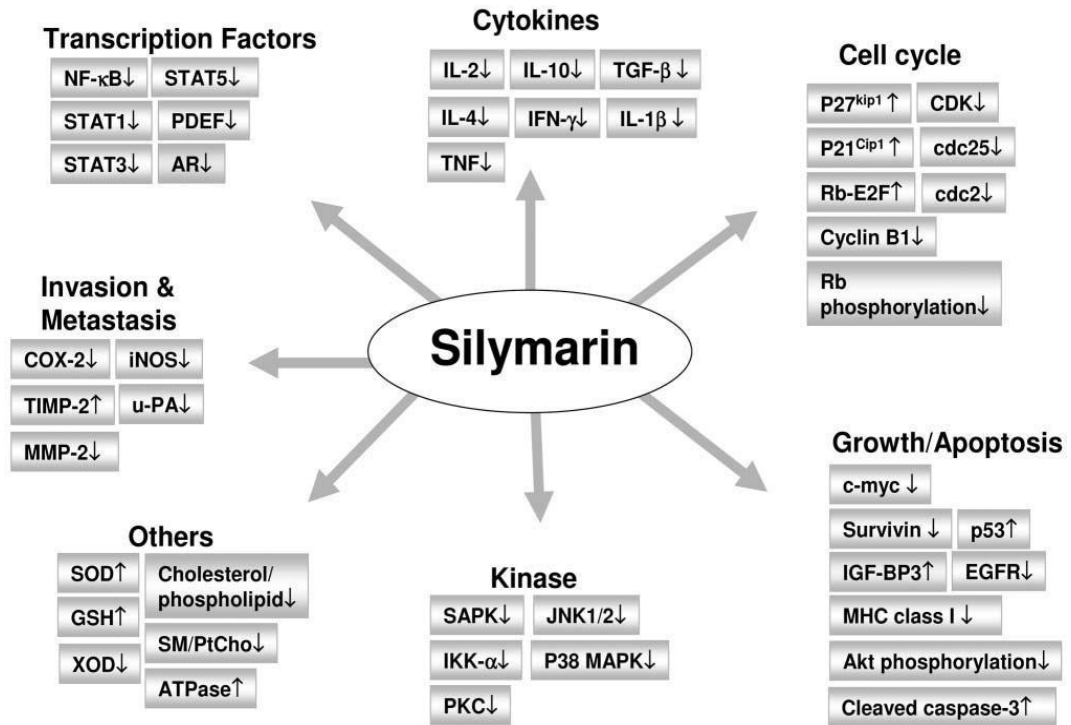 Transcription Factors
NF-κB↓ STAT5↓
STAT1↓ PDEF↓
STAT3↓ AR↓
Cytokines
IL-2↓ IL-10↓ TGF-β ↓
IL-4↓ IFN-γ↓ IL-1β ↓
TNF↓
Cell cycle
P27kip1 ↑ CDK↓
P21Cip1 ↑ cdc25↓
Rb-E2F↑ cdc2↓
Cyclin B1↓
Rb
phosphorylation↓
Invasion &
Metastasis
COX-2↓ iNOS↓
TIMP-2↑ u-PA↓
MMP-2↓
Silymarin
Growth/Apoptosis
c-myc ↓
Survivin ↓ p53↑
IGF-BP3↑ EGFR↓
MHC class I ↓
Akt phosphorylation↓
Cleaved caspase-3↑
Others
SOD↑
GSH↑
XOD↓
Cholesterol/
phospholipid↓
SM/PtCho↓
ATPase↑
Kinase
SAPK↓ JNK1/2↓
IKK-α↓ P38 MAPK↓
PKC↓